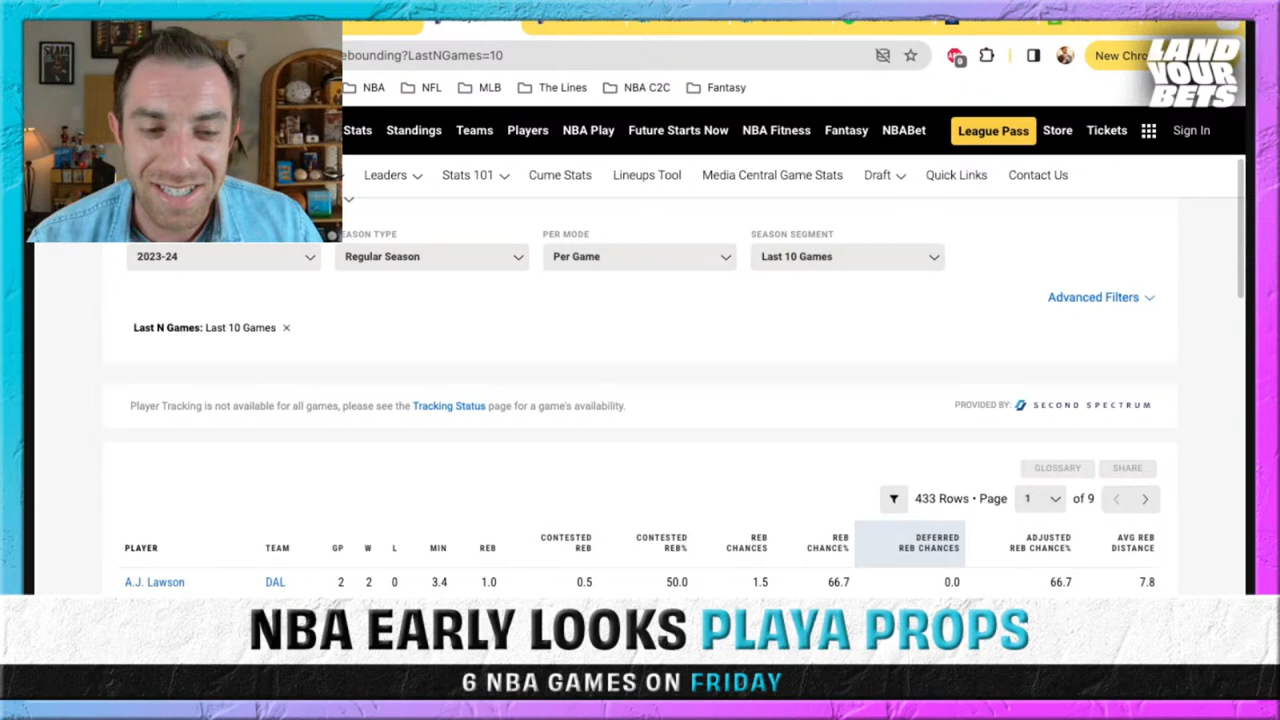 SLAM
ebounding?LastNGames=10
New Chro
LAND
YOUR
BETS
NBA
NFL
MLB
The Lines
NBA C2C
Fantasy
Stats
Standings
Teams
Players
NBA Play
Future Starts Now
NBA Fitness
Fantasy
NBABet
League Pass
Store
Tickets
Sign In
Leaders
Stats 101
Cume Stats
Lineups Tool
Media Central Game Stats
Draft
Quick Links
Contact Us
EASON TYPE
PER MODE
SEASON SEGMENT
2023-24
Regular Season
Per Game
Last 10 Games
Advanced Filters
Last N Games: Last 10 Games ×
Player Tracking is not available for all games, please see the Tracking Status page for a game's availability.
PROVIDED BY: SECOND SPECTRUM
GLOSSARY
SHARE
433 Rows • Page 1 of 9
PLAYER TEAM GP W L MIN REB CONTESTED REB CONTESTED REB% REB CHANCES REB CHANCE% DEFERRED REB CHANCES ADJUSTED REB CHANCE% AVG REB DISTANCE
A.J. Lawson DAL 2 2 0 3.4 1.0 0.5 50.0 1.5 66.7 0.0 66.7 7.8
NBA EARLY LOOKS PLAYA PROPS
6 NBA GAMES ON FRIDAY